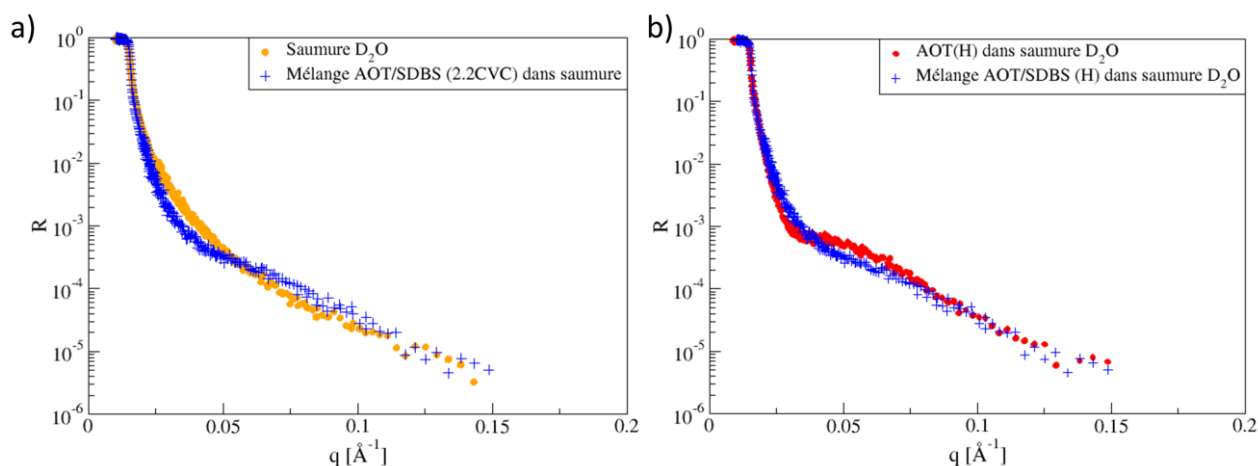 a)
10^0
10^-1
10^-2
10^-3
10^-4
10^-5
10^-6
R
Saumure D₂O
Mélange AOT/SDBS (2.2CVC) dans saumure
0
0.05
0.1
0.15
0.2
q [Å^-1]
b)
10^0
10^-1
10^-2
10^-3
10^-4
10^-5
10^-6
R
AOT(H) dans saumure D₂O
Mélange AOT/SDBS (H) dans saumure D₂O
0
0.05
0.1
0.15
0.2
q [Å^-1]